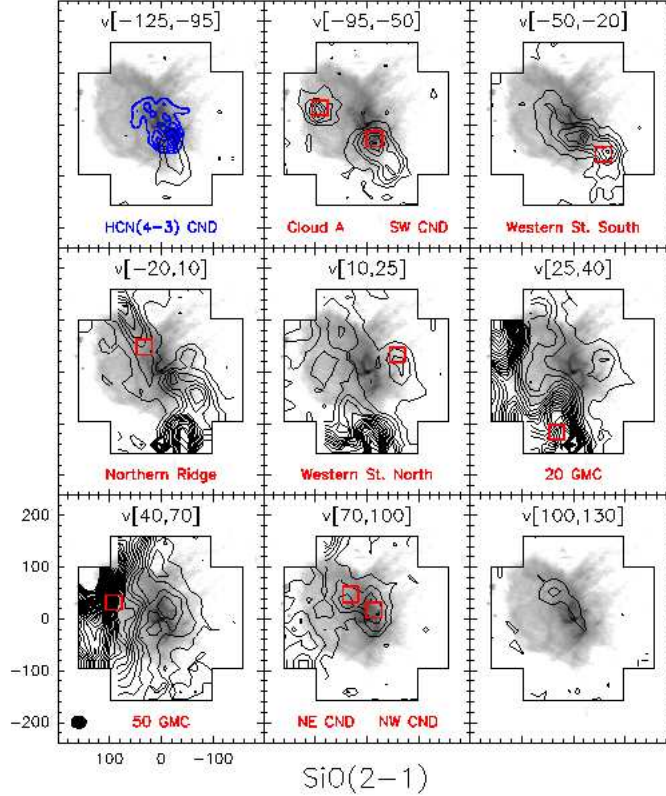 v[-125,-95]
v[-95,-50]
v[-50,-20]
HCN(4-3) CND
Cloud A SW CND
Western St. South
v[-20,10]
v[10,25]
v[25,40]
Northern Ridge
Western St. North
20 GMC
v[40,70]
v[70,100]
v[100,130]
200
100
0
-100
-200
50 GMC
NE CND NW CND
100 0 -100
SiO(2-1)